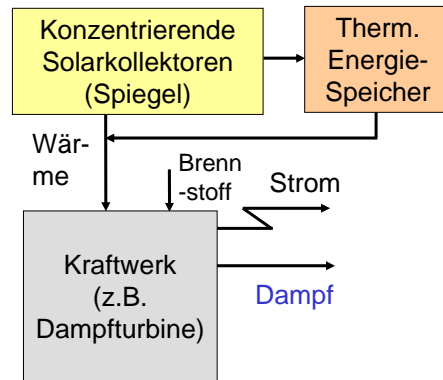 Konzentrierende
Solarkollektoren
(Spiegel)
Therm.
Energie-
Speicher
Wär-
me
Brenn
-stoff
Strom
Kraftwerk
(z.B.
Dampfturbine)
Dampf